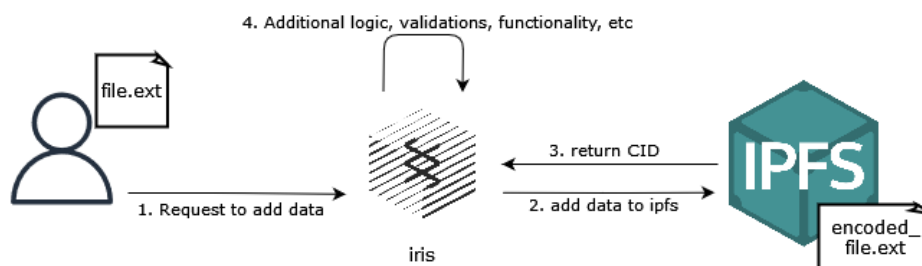 4. Additional logic, validations, functionality, etc
file.ext
3. return CID
IPFS
1. Request to add data
2. add data to ipfs
encoded_
file.ext
iris